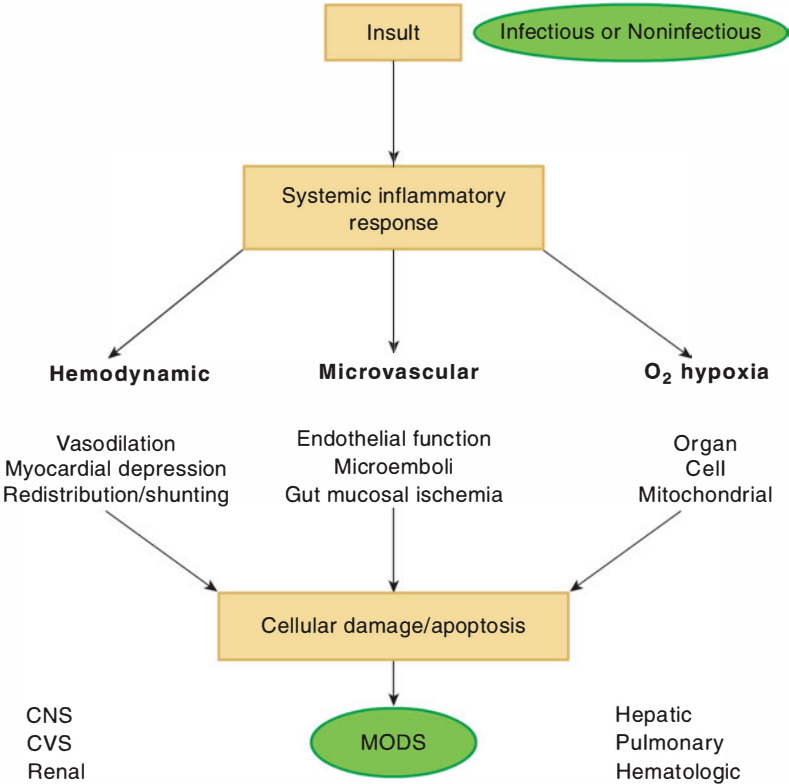 Insult
Infectious or Noninfectious
Systemic inflammatory
response
Hemodynamic
Microvascular
O₂ hypoxia
Vasodilation
Myocardial depression
Redistribution/shunting
Endothelial function
Microemboli
Gut mucosal ischemia
Organ
Cell
Mitochondrial
Cellular damage/apoptosis
CNS
CVS
Renal
MODS
Hepatic
Pulmonary
Hematologic